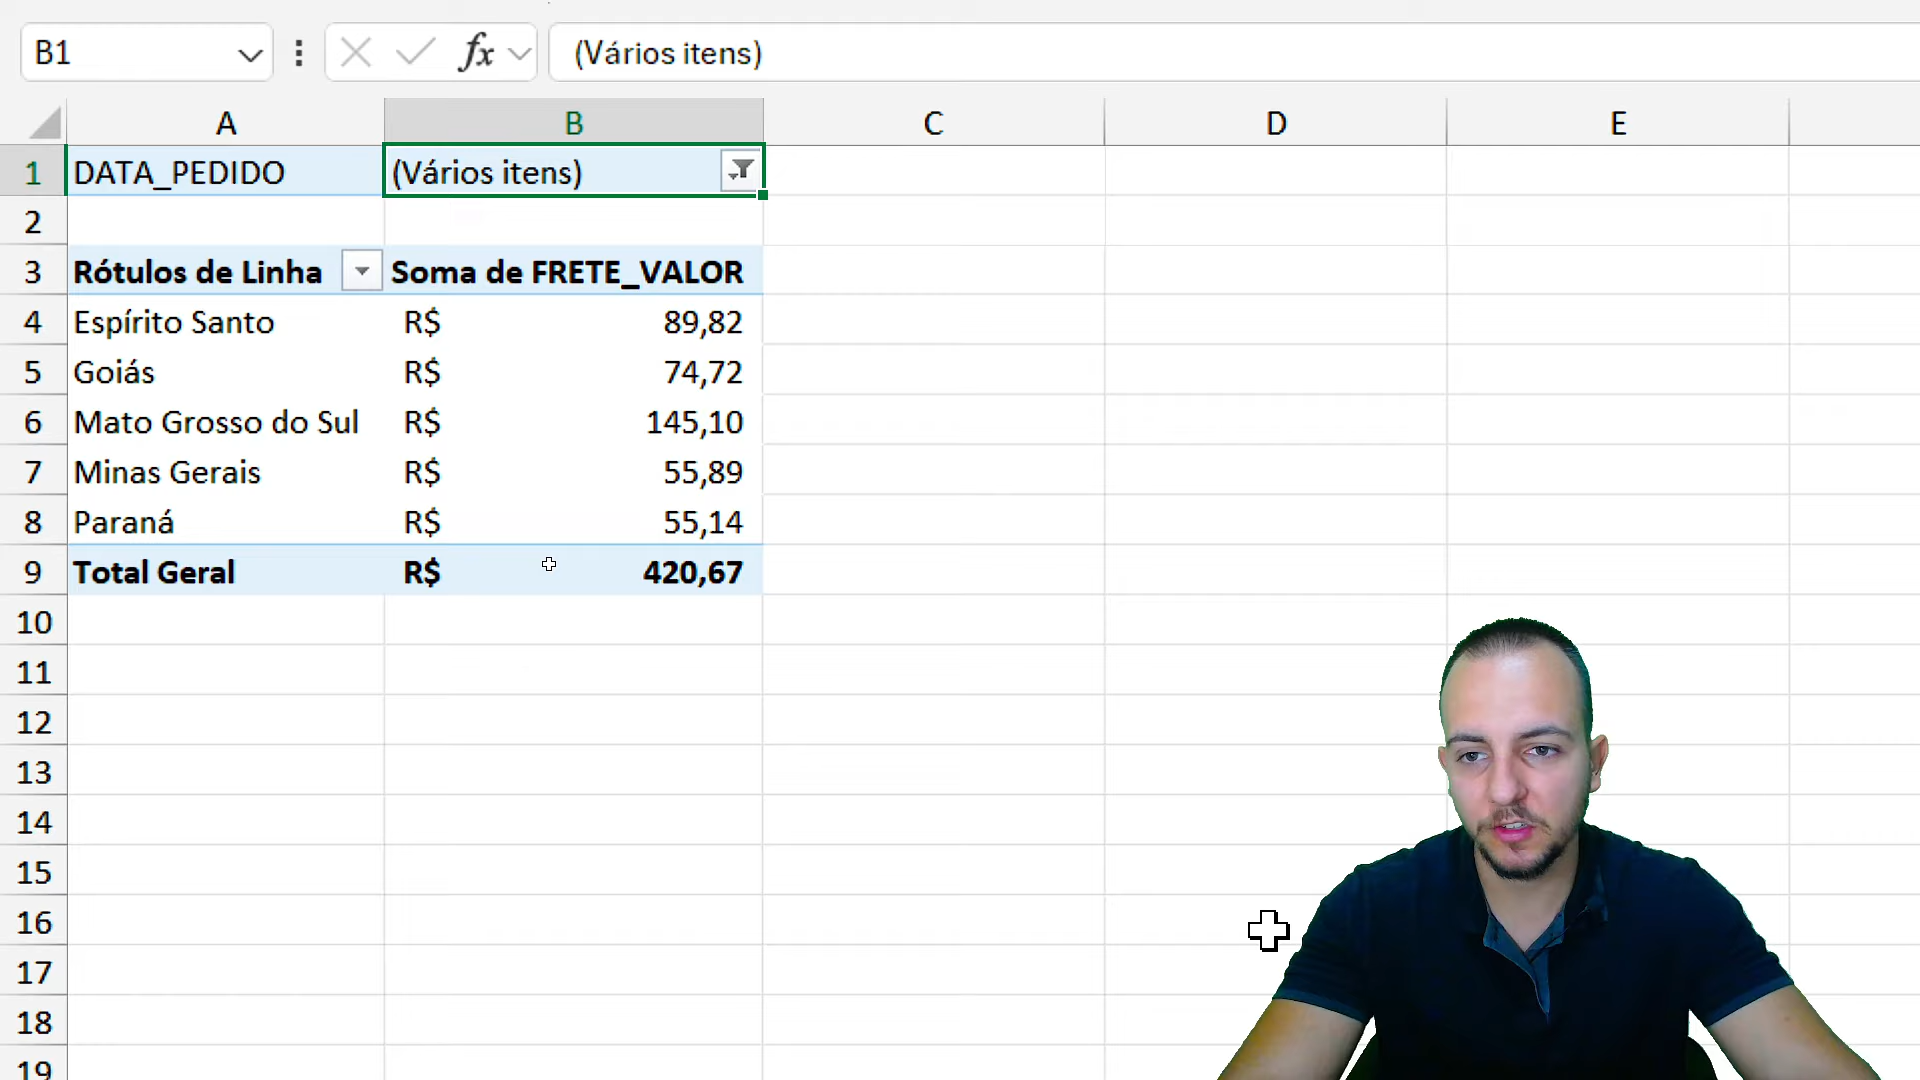 B1 fx (Vários itens)
A B C D E
1 DATA_PEDIDO (Vários itens)
2
3 Rótulos de Linha Soma de FRETE_VALOR
4 Espírito Santo R$ 89,82
5 Goiás R$ 74,72
6 Mato Grosso do Sul R$ 145,10
7 Minas Gerais R$ 55,89
8 Paraná R$ 55,14
9 Total Geral R$ 420,67
10
11
12
13
14
15
16
17
18
19